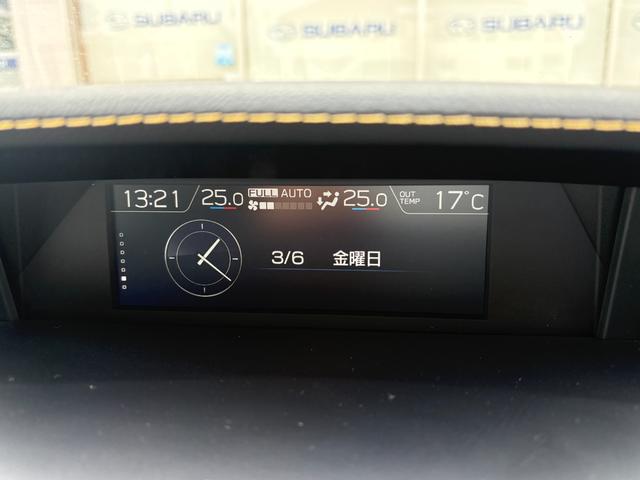 SUBARU SUBARU SUBARU
13:21 25.0 FULL AUTO 25.0 OUT TEMP 17°C
3/6 金曜日